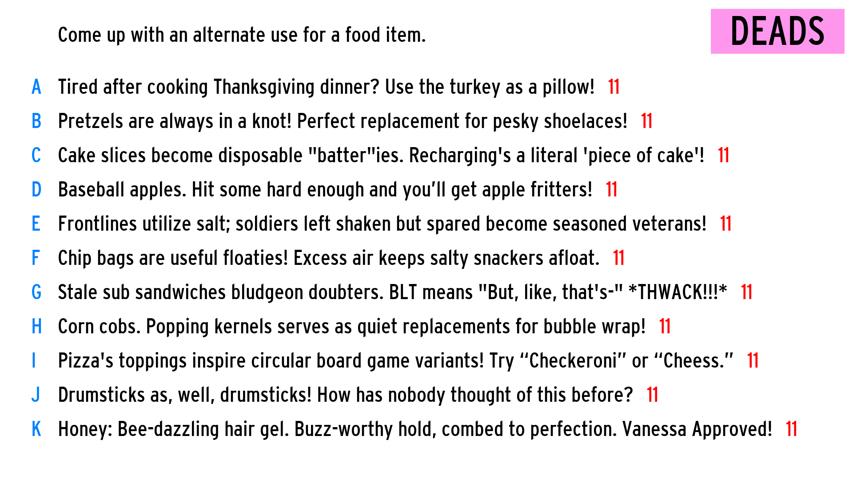 Come up with an alternate use for a food item.
DEADS
A Tired after cooking Thanksgiving dinner? Use the turkey as a pillow! 11
B Pretzels are always in a knot! Perfect replacement for pesky shoelaces! 11
C Cake slices become disposable "batter"ies. Recharging's a literal 'piece of cake'! 11
D Baseball apples. Hit some hard enough and you’ll get apple fritters! 11
E Frontlines utilize salt; soldiers left shaken but spared become seasoned veterans! 11
F Chip bags are useful floaties! Excess air keeps salty snackers afloat. 11
G Stale sub sandwiches bludgeon doubters. BLT means "But, like, that's-" *THWACK!!!* 11
H Corn cobs. Popping kernels serves as quiet replacements for bubble wrap! 11
I Pizza's toppings inspire circular board game variants! Try “Checkeroni” or “Cheess.” 11
J Drumsticks as, well, drumsticks! How has nobody thought of this before? 11
K Honey: Bee-dazzling hair gel. Buzz-worthy hold, combed to perfection. Vanessa Approved! 11